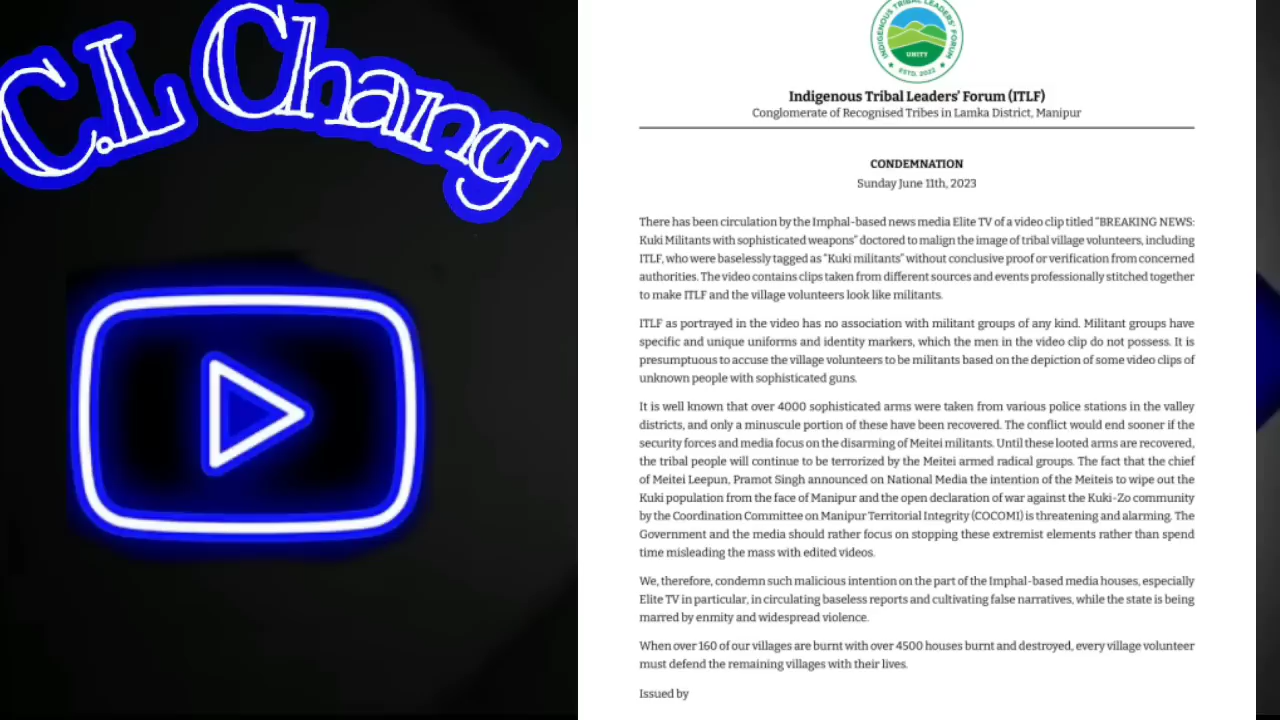 C.L Chang
INDIGENOUS TRIBAL LEADERS' FORUM
UNITY
ESTD. 2022
Indigenous Tribal Leaders' Forum (ITLF)
Conglomerate of Recognised Tribes in Lamka District, Manipur
CONDEMNATION
Sunday June 11th, 2023
There has been circulation by the Imphal-based news media Elite TV of a video clip titled "BREAKING NEWS:
Kuki Militants with sophisticated weapons" doctored to malign the image of tribal village volunteers, including
ITLF, who were baselessly tagged as "Kuki militants" without conclusive proof or verification from concerned
authorities. The video contains clips taken from different sources and events professionally stitched together
to make ITLF and the village volunteers look like militants.
ITLF as portrayed in the video has no association with militant groups of any kind. Militant groups have
specific and unique uniforms and identity markers, which the men in the video clip do not possess. It is
presumptuous to accuse the village volunteers to be militants based on the depiction of some video clips of
unknown people with sophisticated guns.
It is well known that over 4000 sophisticated arms were taken from various police stations in the valley
districts, and only a minuscule portion of these have been recovered. The conflict would end sooner if the
security forces and media focus on the disarming of Meitei militants. Until these looted arms are recovered,
the tribal people will continue to be terrorized by the Meitei armed radical groups. The fact that the chief
of Meitei Leepun, Pramot Singh announced on National Media the intention of the Meiteis to wipe out the
Kuki population from the face of Manipur and the open declaration of war against the Kuki-Zo community
by the Coordination Committee on Manipur Territorial Integrity (COCOMI) is threatening and alarming. The
Government and the media should rather focus on stopping these extremist elements rather than spend
time misleading the mass with edited videos.
We, therefore, condemn such malicious intention on the part of the Imphal-based media houses, especially
Elite TV in particular, in circulating baseless reports and cultivating false narratives, while the state is being
marred by enmity and widespread violence.
When over 160 of our villages are burnt with over 4500 houses burnt and destroyed, every village volunteer
must defend the remaining villages with their lives.
Issued by